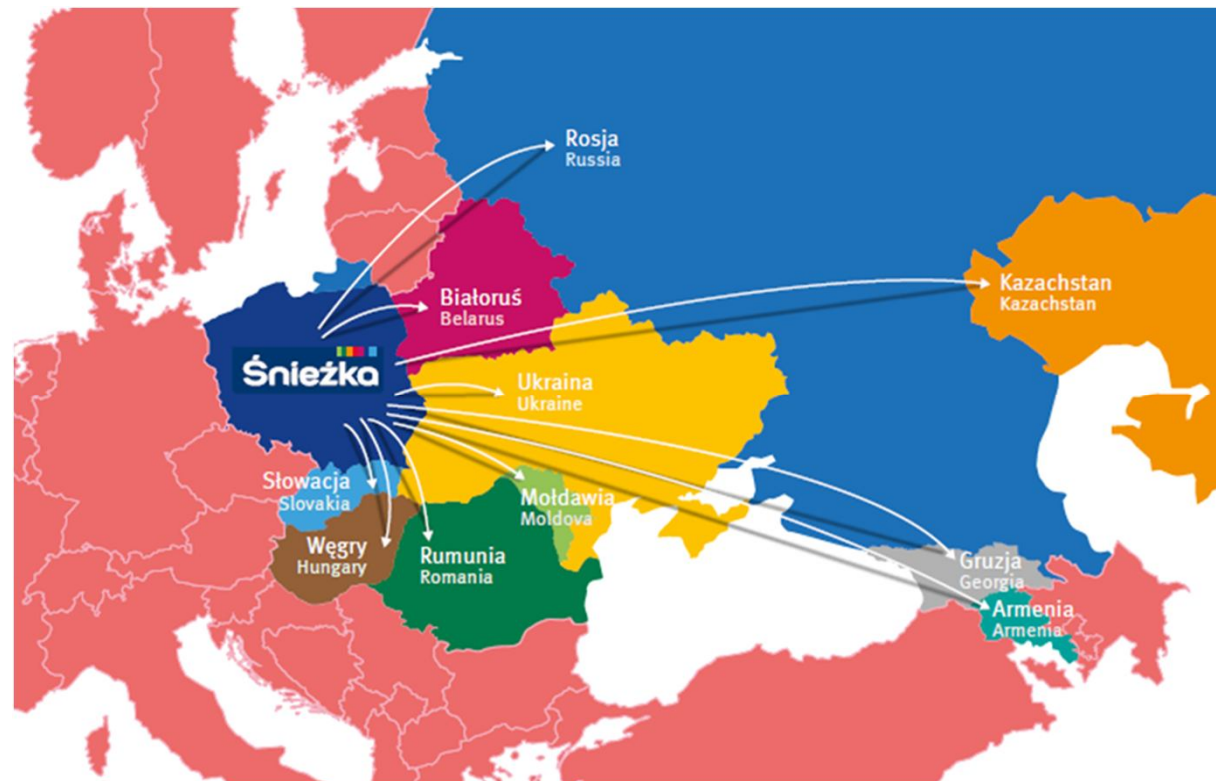 Rosja
Russia
Kazachstan
Kazachstan
Białoruś
Belarus
Śnieżka
Ukraina
Ukraine
Słowacja
Slovakia
Mołdawia
Moldova
Węgry
Hungary
Rumunia
Romania
Gruzja
Georgia
Armenia
Armenia